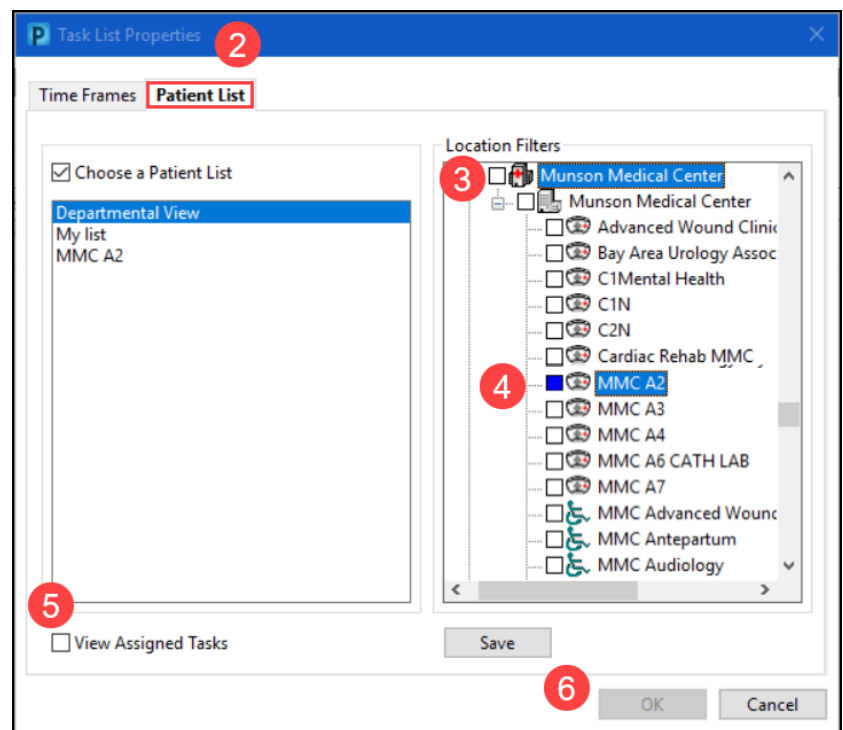 P Task List Properties
2
Time Frames Patient List
Choose a Patient List
Departmental View
My list
MMC A2
5
View Assigned Tasks
Location Filters
3
Munson Medical Center
Munson Medical Center
Advanced Wound Clinic
Bay Area Urology Assoc
C1Mental Health
C1N
C2N
Cardiac Rehab MMC
4
MMC A2
MMC A3
MMC A4
MMC A6 CATH LAB
MMC A7
MMC Advanced Wound
MMC Antepartum
MMC Audiology
Save
6
OK Cancel